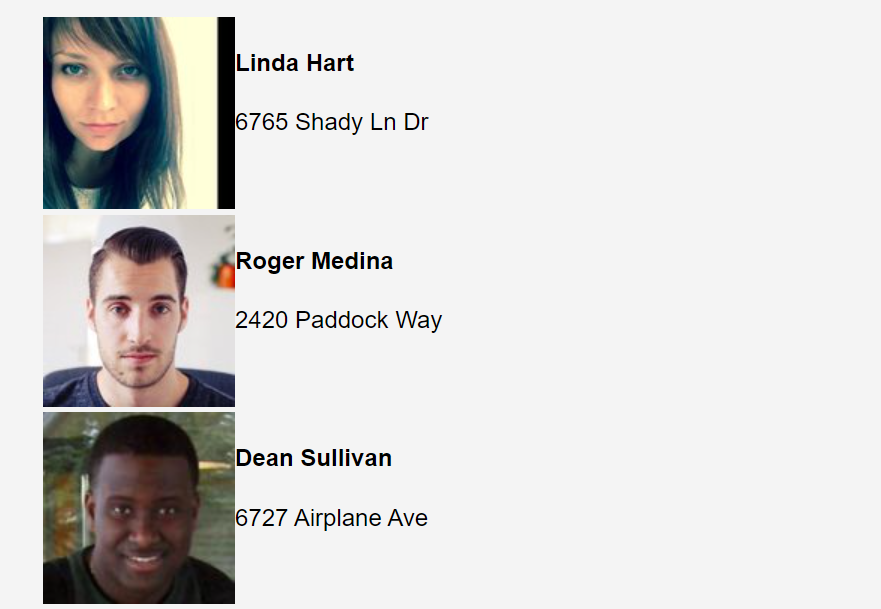 Linda Hart
6765 Shady Ln Dr
Roger Medina
2420 Paddock Way
Dean Sullivan
6727 Airplane Ave